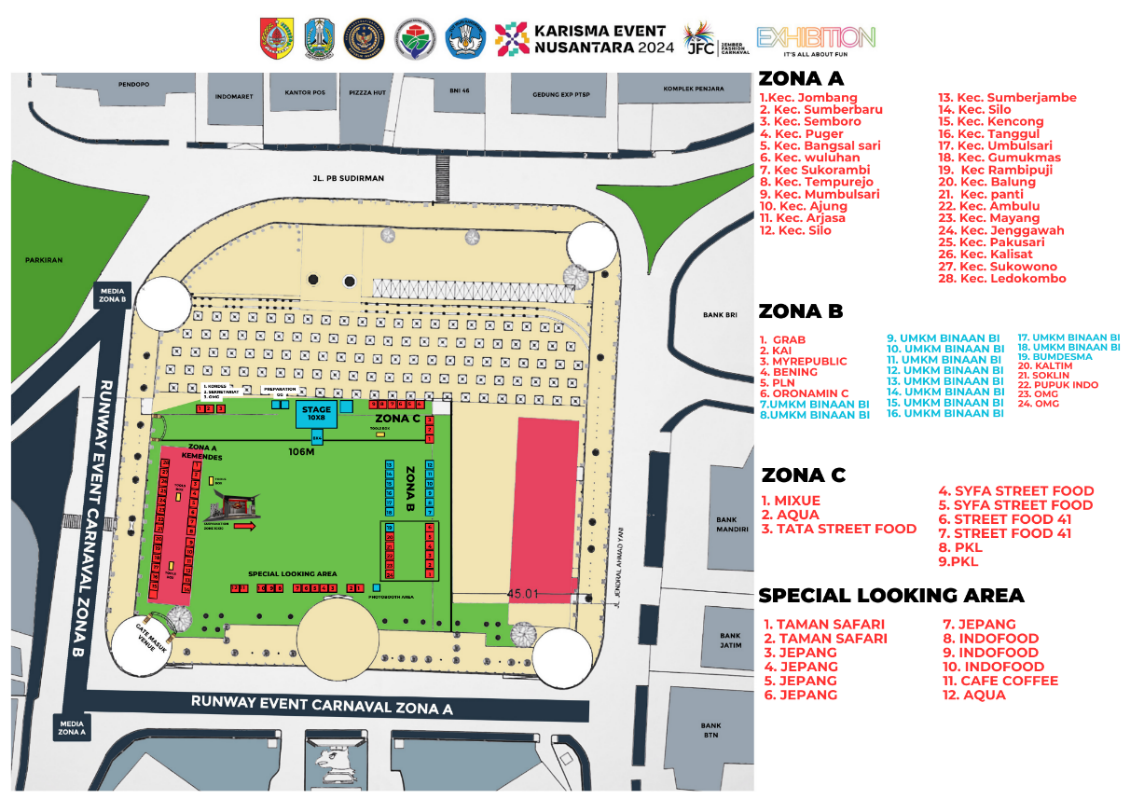 KARISMA EVENT
NUSANTARA 2024
JFC
JEMBER
FASHION
CARNAVAL
EXHIBITION
IT'S ALL ABOUT FUN
PENDOPO
INDOMARET
KANTOR POS
PIZZZA HUT
BNI 46
GEDUNG EXP PTSP
KOMPLEK PENJARA
JL. PB SUDIRMAN
PARKIRAN
MEDIA
ZONA B
BANK BRI
RUNWAY EVENT CARNAVAL ZONA B
1. KEMDES
2. SEKRETARIAT
3. OMG
PREPARATION
STAGE
10X8
ZONA C
106M
ZONA A
KEMENDES
ZONA B
SPECIAL LOOKING AREA
PHOTOBOOTH AREA
45.01
JL. JENDRAL AHMAD YANI
BANK
MANDIRI
BANK
JATIM
BANK
BTN
GATE MASUK
VENUE
RUNWAY EVENT CARNAVAL ZONA A
MEDIA
ZONA A
ZONA A
1.Kec. Jombang
2. Kec. Sumberbaru
3. Kec. Semboro
4. Kec. Puger
5. Kec. Bangsal sari
6. Kec. wuluhan
7. Kec Sukorambi
8. Kec. Tempurejo
9. Kec. Mumbulsari
10. Kec. Ajung
11. Kec. Arjasa
12. Kec. Silo
13. Kec. Sumberjambe
14. Kec. Silo
15. Kec. Kencong
16. Kec. Tanggul
17. Kec. Umbulsari
18. Kec. Gumukmas
19. Kec Rambipuji
20. Kec. Balung
21. Kec. panti
22. Kec. Ambulu
23. Kec. Mayang
24. Kec. Jenggawah
25. Kec. Pakusari
26. Kec. Kalisat
27. Kec. Sukowono
28. Kec. Ledokombo
ZONA B
1. GRAB
2. KAI
3. MYREPUBLIC
4. BENING
5. PLN
6. ORONAMIN C
7.UMKM BINAAN BI
8.UMKM BINAAN BI
9. UMKM BINAAN BI
10. UMKM BINAAN BI
11. UMKM BINAAN BI
12. UMKM BINAAN BI
13. UMKM BINAAN BI
14. UMKM BINAAN BI
15. UMKM BINAAN BI
16. UMKM BINAAN BI
17. UMKM BINAAN BI
18. UMKM BINAAN BI
19. BUMDESMA
20. KALTIM
21. SOKLIN
22. PUPUK INDO
23. OMG
24. OMG
ZONA C
1. MIXUE
2. AQUA
3. TATA STREET FOOD
4. SYFA STREET FOOD
5. SYFA STREET FOOD
6. STREET FOOD 41
7. STREET FOOD 41
8. PKL
9.PKL
SPECIAL LOOKING AREA
1. TAMAN SAFARI
2. TAMAN SAFARI
3. JEPANG
4. JEPANG
5. JEPANG
6. JEPANG
7. JEPANG
8. INDOFOOD
9. INDOFOOD
10. INDOFOOD
11. CAFE COFFEE
12. AQUA